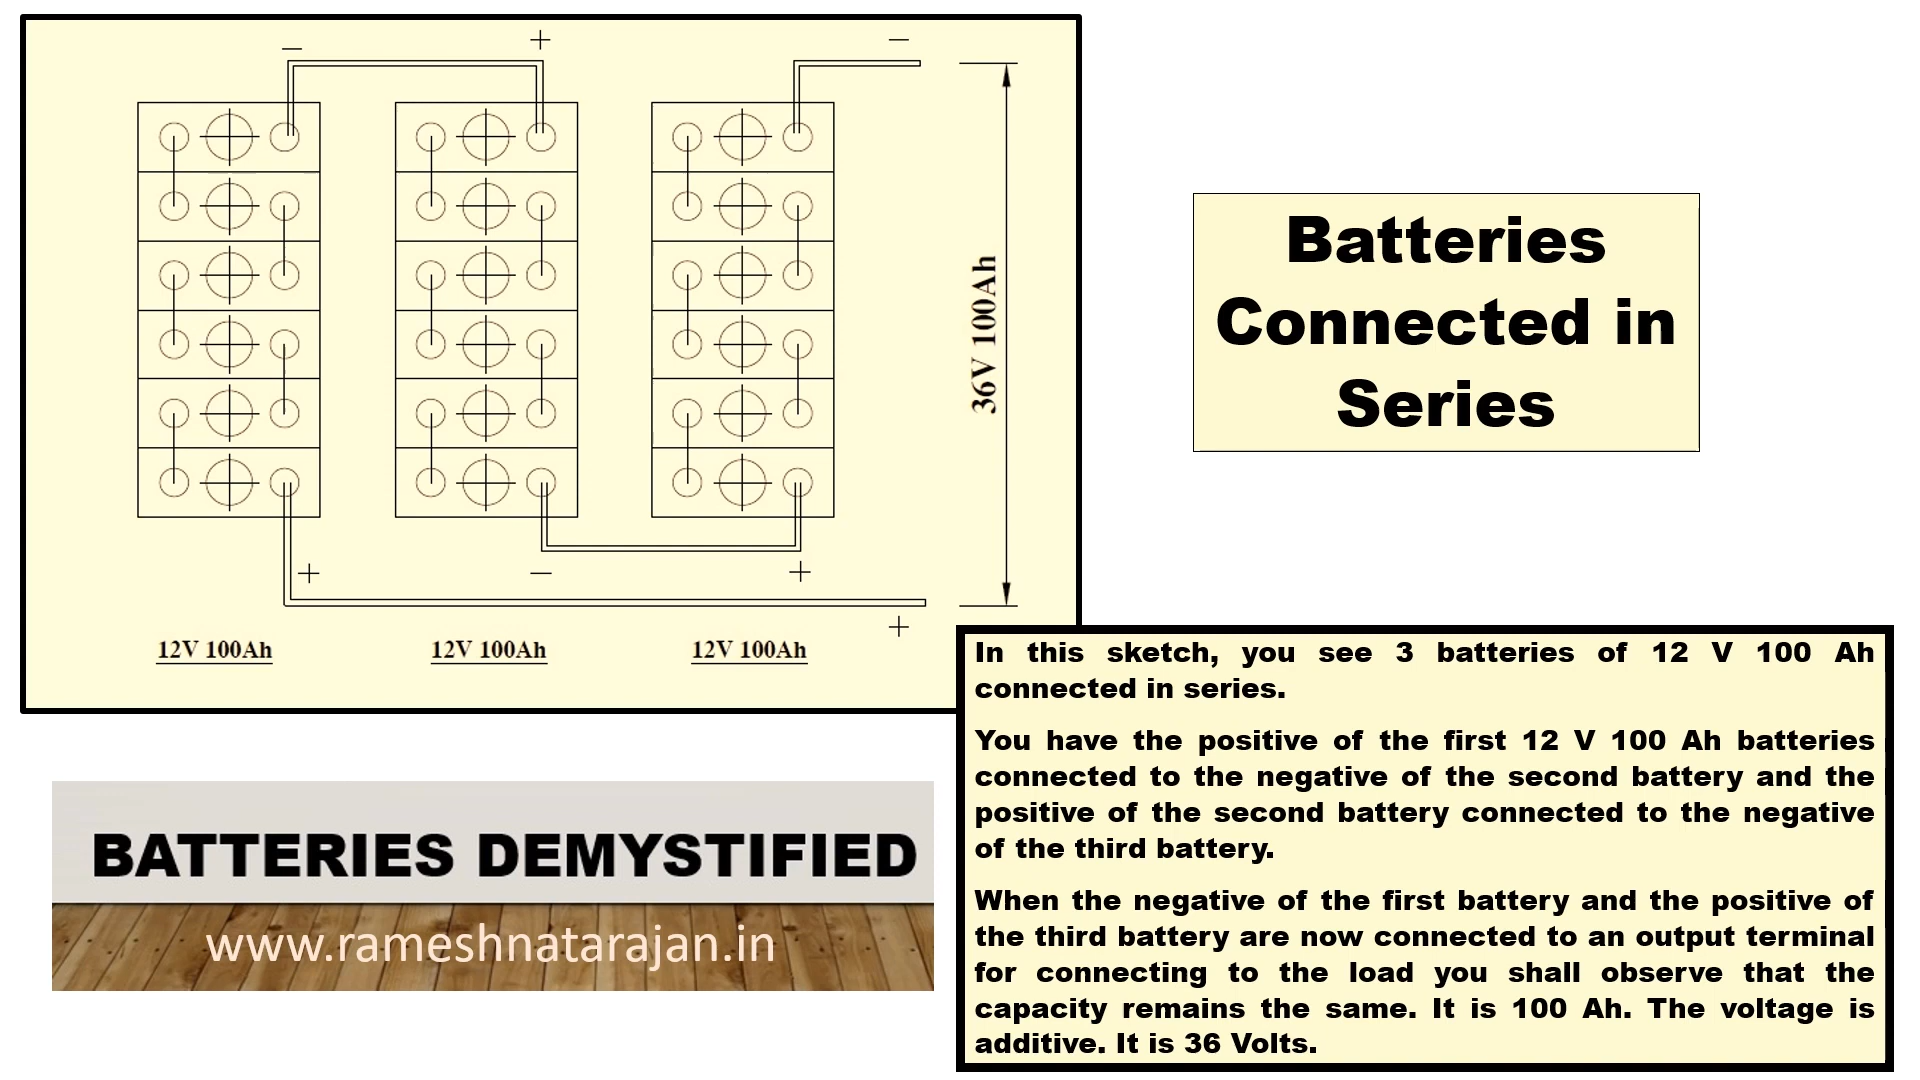 − + −
36V 100Ah
+ − +
+
12V 100Ah 12V 100Ah 12V 100Ah
Batteries
Connected in
Series
In this sketch, you see 3 batteries of 12 V 100 Ah
connected in series.
You have the positive of the first 12 V 100 Ah batteries
connected to the negative of the second battery and the
positive of the second battery connected to the negative
of the third battery.
When the negative of the first battery and the positive of
the third battery are now connected to an output terminal
for connecting to the load you shall observe that the
capacity remains the same. It is 100 Ah. The voltage is
additive. It is 36 Volts.
BATTERIES DEMYSTIFIED
www.rameshnatarajan.in